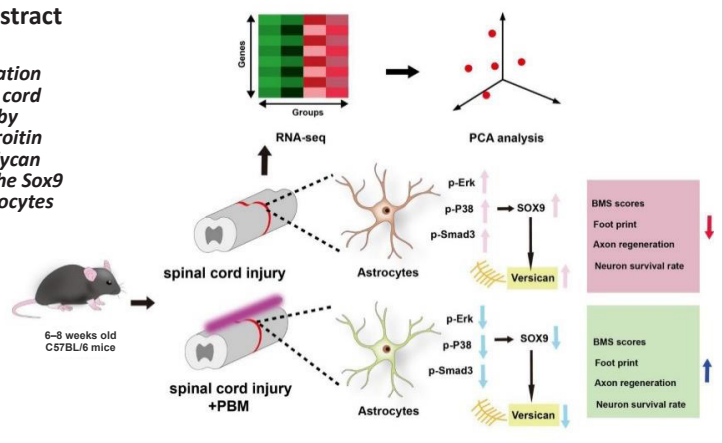 stract
ation
cord
by
roitin
lycan
he Sox9
ocytes
Genes
Groups
RNA-seq
PCA analysis
spinal cord injury
Astrocytes
p-Erk
p-P38
p-Smad3
SOX9
Versican
BMS scores
Foot print
Axon regeneration
Neuron survival rate
6–8 weeks old
C57BL/6 mice
spinal cord injury
+PBM
Astrocytes
p-Erk
p-P38
p-Smad3
SOX9
Versican
BMS scores
Foot print
Axon regeneration
Neuron survival rate